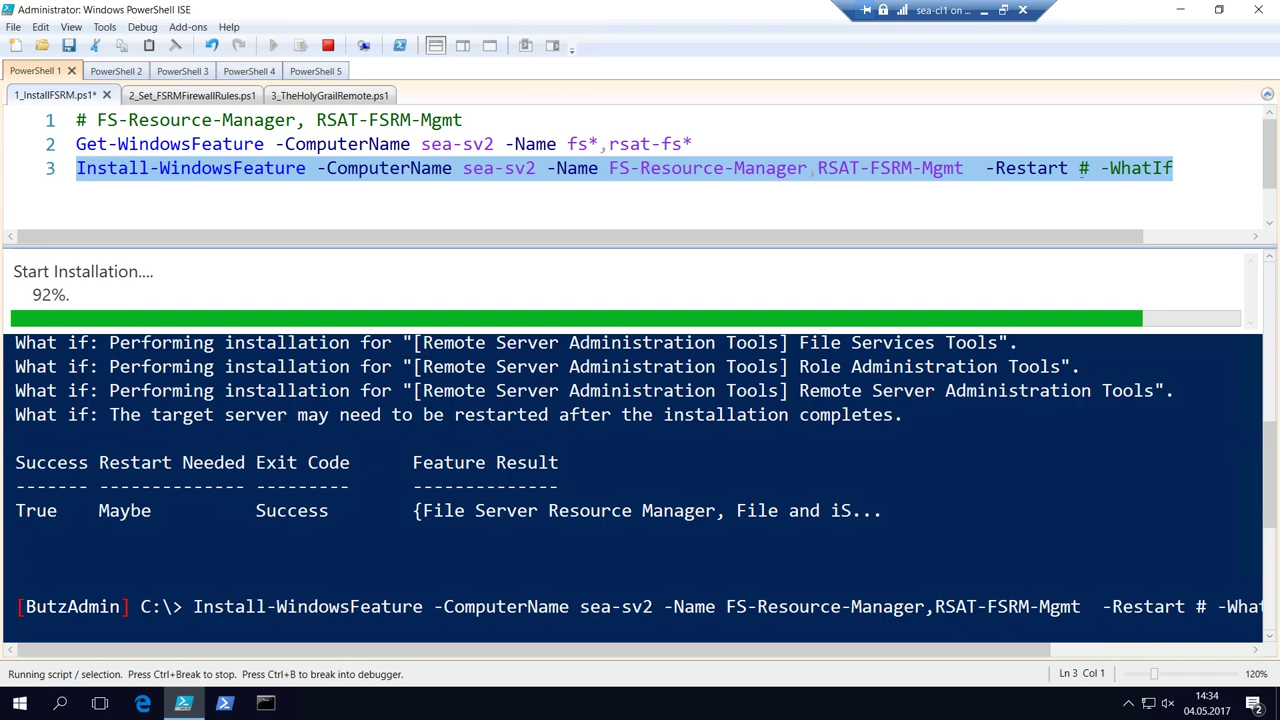 Administrator: Windows PowerShell ISE
sea-cl1 on ...
File Edit View Tools Debug Add-ons Help
PowerShell 1 PowerShell 2 PowerShell 3 PowerShell 4 PowerShell 5
1_InstallFSRM.ps1* 2_Set_FSRMFirewallRules.ps1 3_TheHolyGrailRemote.ps1
1 # FS-Resource-Manager, RSAT-FSRM-Mgmt
2 Get-WindowsFeature -ComputerName sea-sv2 -Name fs*,rsat-fs*
3 Install-WindowsFeature -ComputerName sea-sv2 -Name FS-Resource-Manager,RSAT-FSRM-Mgmt  -Restart # -WhatIf
Start Installation....
92%.
What if: Performing installation for "[Remote Server Administration Tools] File Services Tools".
What if: Performing installation for "[Remote Server Administration Tools] Role Administration Tools".
What if: Performing installation for "[Remote Server Administration Tools] Remote Server Administration Tools".
What if: The target server may need to be restarted after the installation completes.
Success Restart Needed Exit Code      Feature Result
------- -------------- ---------      --------------
True    Maybe          Success        {File Server Resource Manager, File and iS...
[ButzAdmin] C:\> Install-WindowsFeature -ComputerName sea-sv2 -Name FS-Resource-Manager,RSAT-FSRM-Mgmt  -Restart # -What
Running script / selection.  Press Ctrl+Break to stop.  Press Ctrl+B to break into debugger.
Ln 3 Col 1
120%
14:34
04.05.2017
2